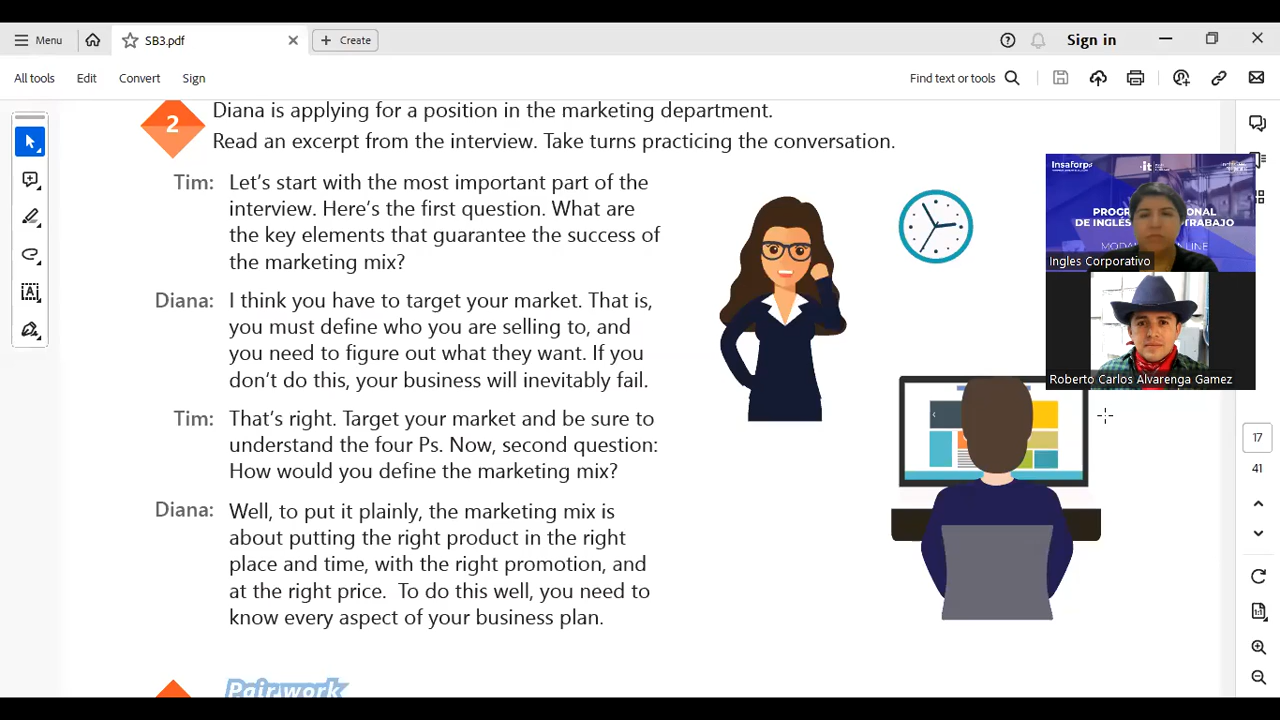 Menu
SB3.pdf
Create
Sign in
All tools
Edit
Convert
Sign
Find text or tools
2
Diana is applying for a position in the marketing department.
Read an excerpt from the interview. Take turns practicing the conversation.
Tim: Let's start with the most important part of the
interview. Here's the first question. What are
the key elements that guarantee the success of
the marketing mix?
Diana: I think you have to target your market. That is,
you must define who you are selling to, and
you need to figure out what they want. If you
don't do this, your business will inevitably fail.
Tim: That's right. Target your market and be sure to
understand the four Ps. Now, second question:
How would you define the marketing mix?
Diana: Well, to put it plainly, the marketing mix is
about putting the right product in the right
place and time, with the right promotion, and
at the right price. To do this well, you need to
know every aspect of your business plan.
Pair work
Insaforp
·it
PROG IONAL
DE INGLÉS TRABAJO
MODA LINE
Ingles Corporativo
Roberto Carlos Alvarenga Gamez
17
41